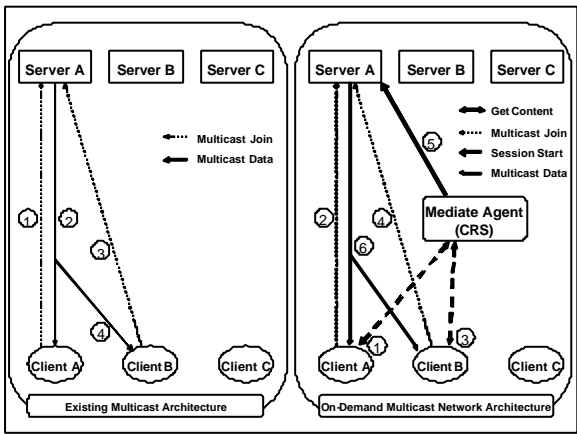 Server A
Server B
Server C
Multicast Join
Multicast Data
1
2
3
4
Client A
Client B
Client C
Existing Multicast Architecture
Server A
Server B
Server C
Get Content
Multicast Join
Session Start
Multicast Data
5
Mediate Agent
(CRS)
2
4
6
1
3
Client A
Client B
Client C
On-Demand Multicast Network Architecture